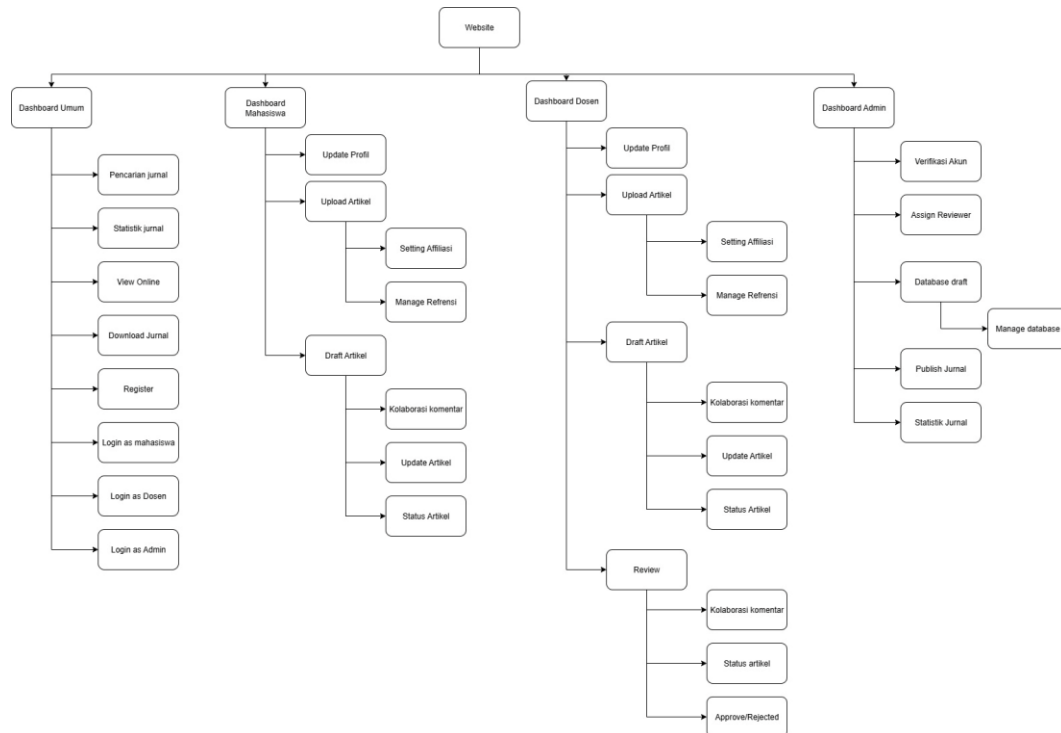 Website
Dashboard Umum
Pencarian jurnal
Statistik jurnal
View Online
Download Jurnal
Register
Login as mahasiswa
Login as Dosen
Login as Admin
Dashboard
Mahasiswa
Update Profil
Upload Artikel
Setting Affiliasi
Manage Refrensi
Draft Artikel
Kolaborasi komentar
Update Artikel
Status Artikel
Dashboard Dosen
Update Profil
Upload Artikel
Setting Affiliasi
Manage Refrensi
Draft Artikel
Kolaborasi komentar
Update Artikel
Status Artikel
Review
Kolaborasi komentar
Status artikel
Approve/Rejected
Dashboard Admin
Verifikasi Akun
Assign Reviewer
Database draft
Manage database
Publish Jurnal
Statistik Jurnal